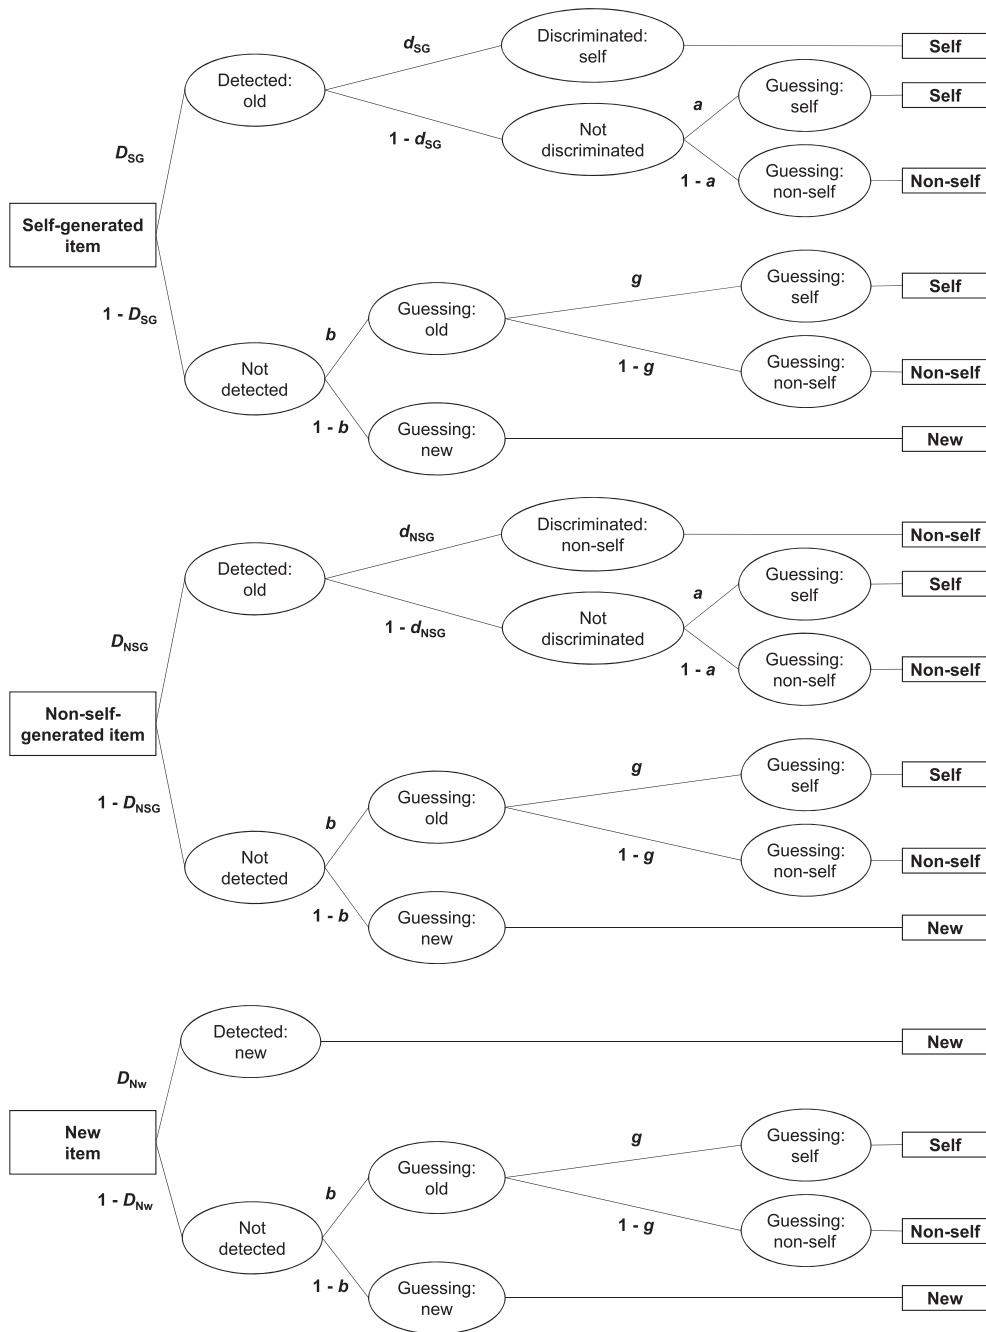 d_SG
Discriminated:
self
Self
Detected:
old
a
Guessing:
self
Self
1 - d_SG
Not
discriminated
D_SG
1 - a
Guessing:
non-self
Non-self
Self-generated
item
g
Guessing:
self
Self
1 - D_SG
b
Guessing:
old
1 - g
Guessing:
non-self
Non-self
Not
detected
1 - b
Guessing:
new
New
d_NSG
Discriminated:
non-self
Non-self
Detected:
old
a
Guessing:
self
Self
1 - d_NSG
Not
discriminated
D_NSG
1 - a
Guessing:
non-self
Non-self
Non-self-
generated item
g
Guessing:
self
Self
1 - D_NSG
b
Guessing:
old
1 - g
Guessing:
non-self
Non-self
Not
detected
1 - b
Guessing:
new
New
Detected:
new
New
D_Nw
New
item
g
Guessing:
self
Self
1 - D_Nw
b
Guessing:
old
1 - g
Guessing:
non-self
Non-self
Not
detected
1 - b
Guessing:
new
New